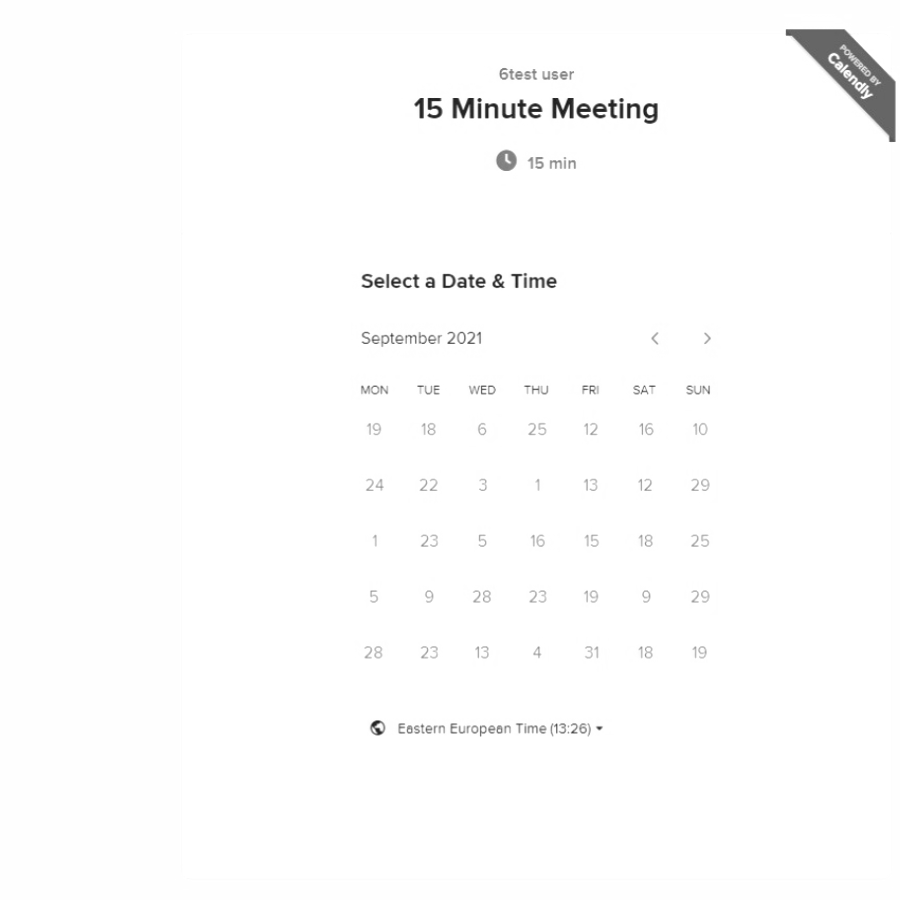 6test user
POWERED BY
Calendly
15 Minute Meeting
15 min
Select a Date & Time
September 2021
MON TUE WED THU FRI SAT SUN
19 18 6 25 12 16 10
24 22 3 1 13 12 29
1 23 5 16 15 18 25
5 9 28 23 19 9 29
28 23 13 4 31 18 19
Eastern European Time (13:26)